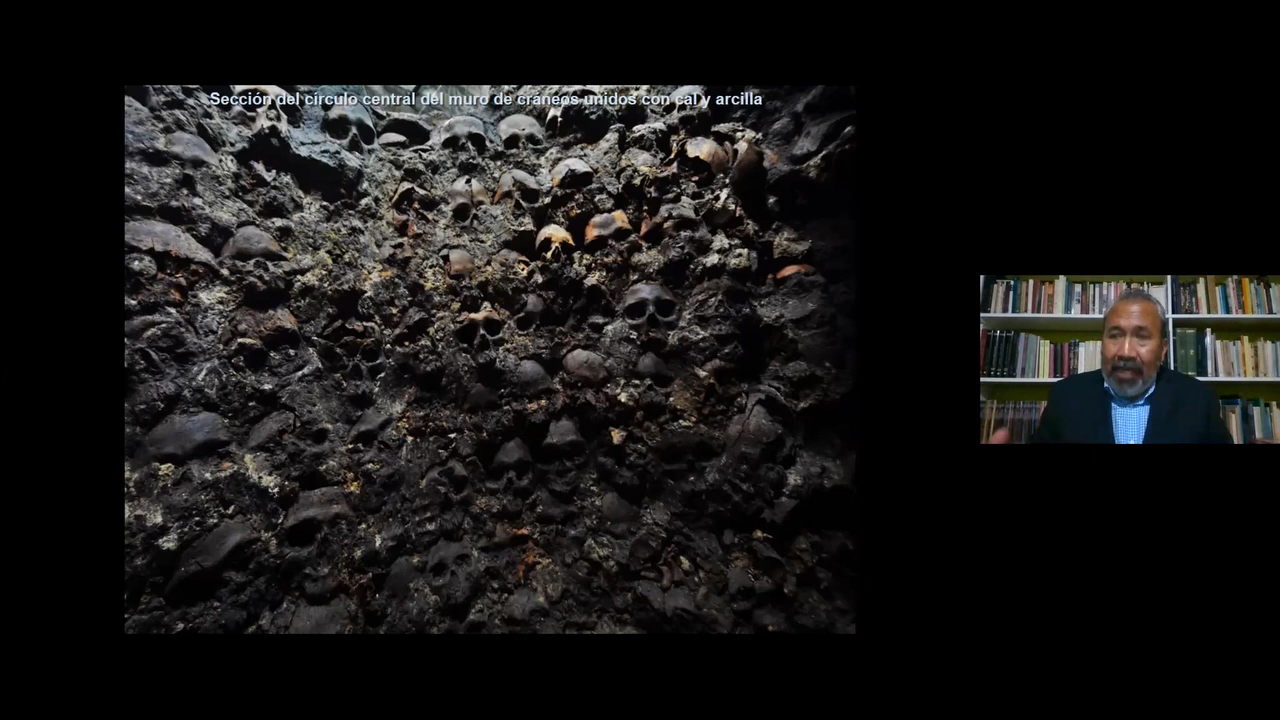 Sección del círculo central del muro de cráneos unidos con cal y arcilla